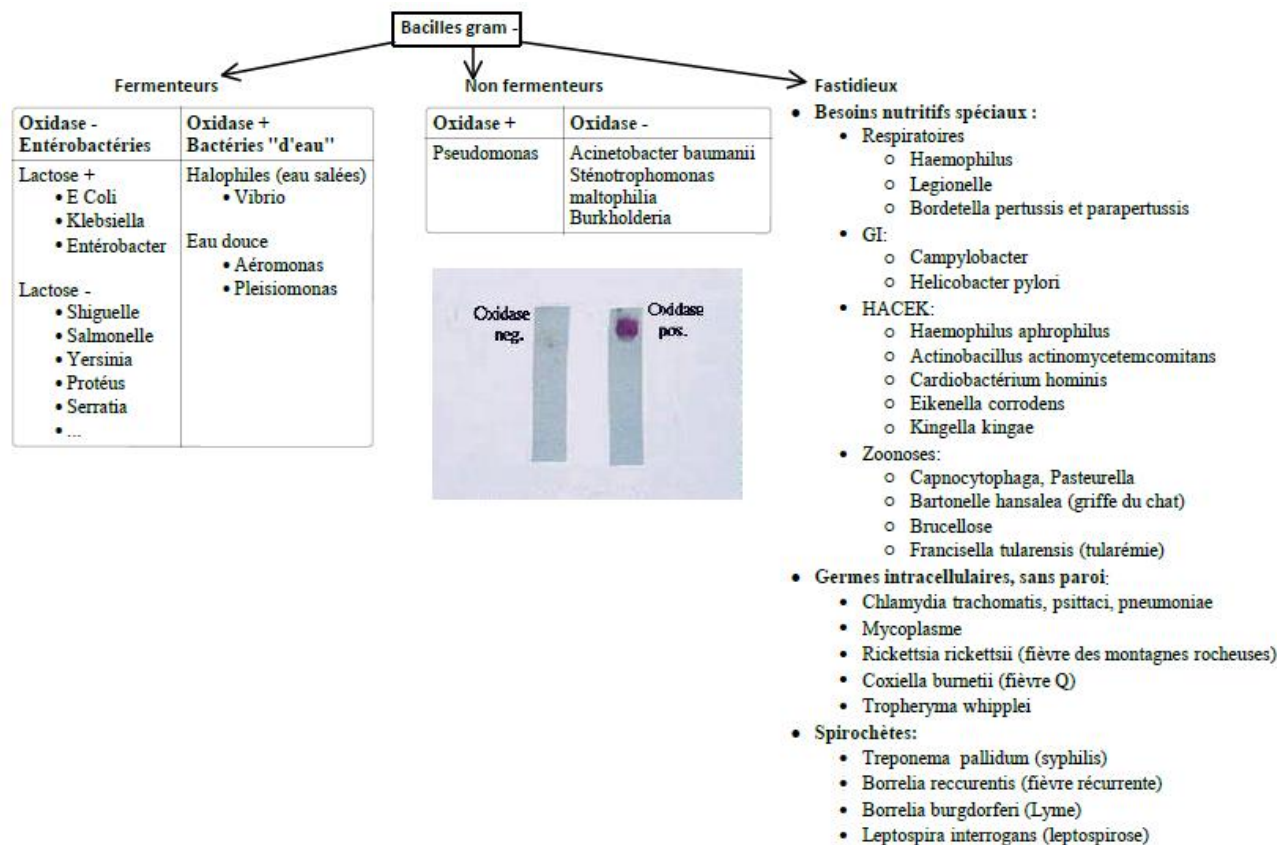 Bacilles gram -
Fermenteurs
Oxidase -
Entérobactéries
Lactose +
• E Coli
• Klebsiella
• Entérobacter
Lactose -
• Shiguelle
• Salmonelle
• Yersinia
• Protéus
• Serratia
• ...
Oxidase +
Bactéries "d'eau"
Halophiles (eau salées)
• Vibrio
Eau douce
• Aéromonas
• Pleisiomonas
Non fermenteurs
Oxidase +
Pseudomonas
Oxidase -
Acinetobacter baumanii
Sténotrophomonas
maltophilia
Burkholderia
Oxidase
neg.
Oxidase
pos.
Fastidieux
• Besoins nutritifs spéciaux :
• Respiratoires
o Haemophilus
o Legionelle
o Bordetella pertussis et parapertussis
• GI:
o Campylobacter
o Helicobacter pylori
• HACEK:
o Haemophilus aphrophilus
o Actinobacillus actinomycetemcomitans
o Cardiobactérium hominis
o Eikenella corrodens
o Kingella kingae
• Zoonoses:
o Capnocytophaga, Pasteurella
o Bartonelle hansalea (griffe du chat)
o Brucellose
o Francisella tularensis (tularémie)
• Germes intracellulaires, sans paroi:
• Chlamydia trachomatis, psittaci, pneumoniae
• Mycoplasme
• Rickettsia rickettsii (fièvre des montagnes rocheuses)
• Coxiella burnetii (fièvre Q)
• Tropheryma whipplei
• Spirochètes:
• Treponema pallidum (syphilis)
• Borrelia reccurentis (fièvre récurrente)
• Borrelia burgdorferi (Lyme)
• Leptospira interrogans (leptospirose)